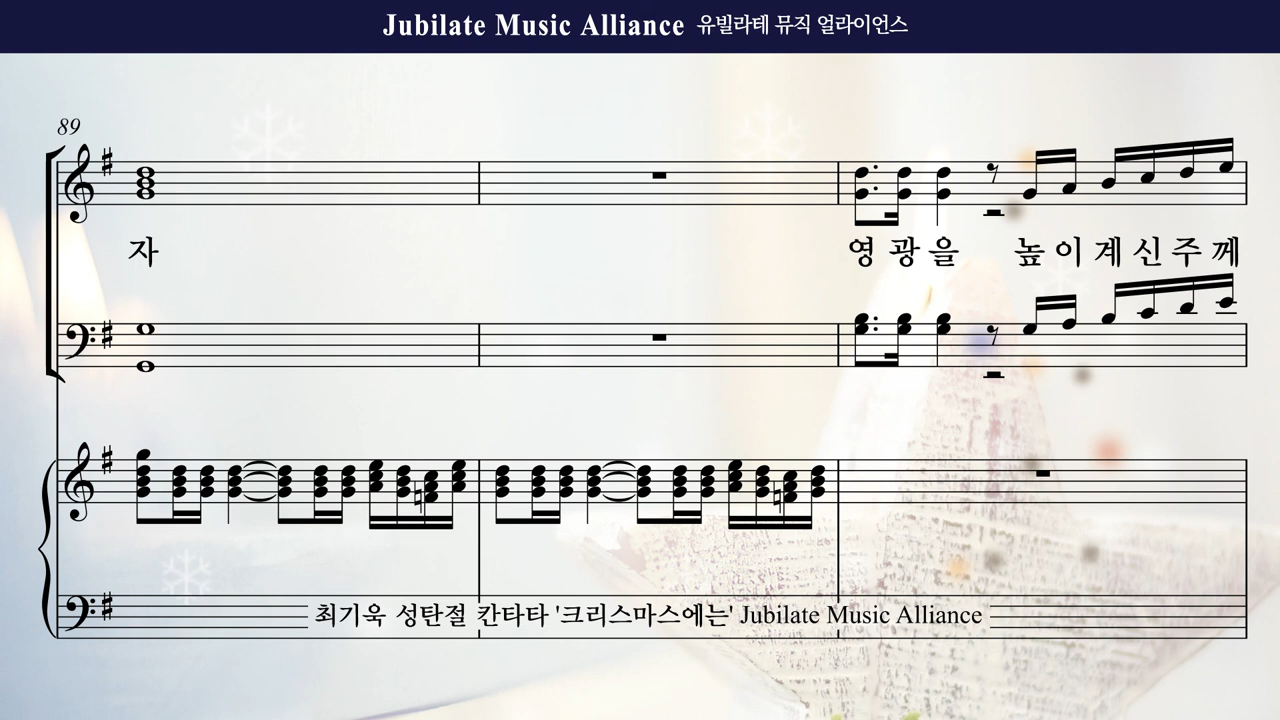 Jubilate Music Alliance 유빌라테 뮤직 얼라이언스
89
자 영 광 을 높 이 계 신 주 께
최기욱 성탄절 칸타타 '크리스마스에는' Jubilate Music Alliance